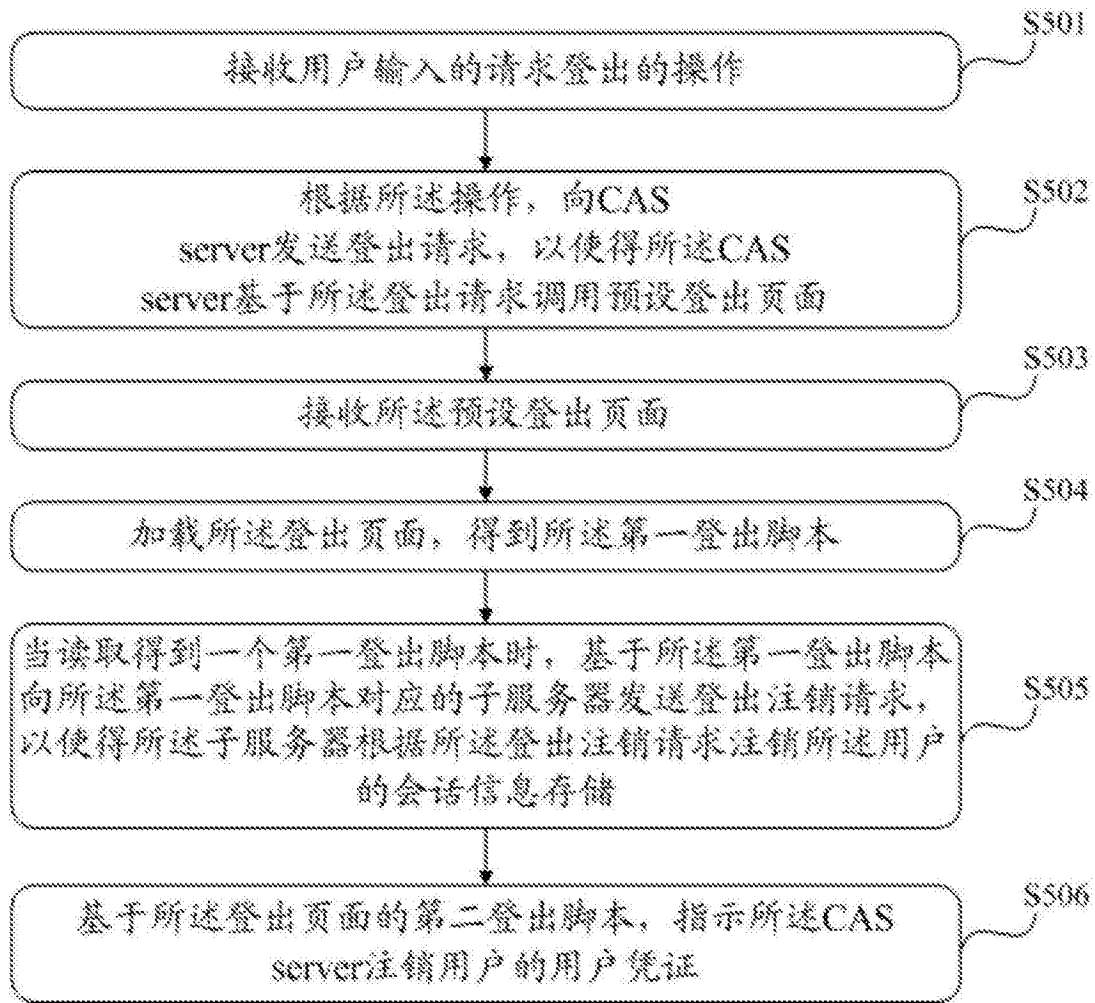 S501
接收用户输入的请求登出的操作
S502
根据所述操作，向CAS
server发送登出请求，以使得所述CAS
server基于所述登出请求调用预设登出页面
S503
接收所述预设登出页面
S504
加载所述登出页面，得到所述第一登出脚本
S505
当读取得到一个第一登出脚本时，基于所述第一登出脚本
向所述第一登出脚本对应的子服务器发送登出注销请求，
以使得所述子服务器根据所述登出注销请求注销所述用户
的会话信息存储
S506
基于所述登出页面的第二登出脚本，指示所述CAS
server注销用户的用户凭证